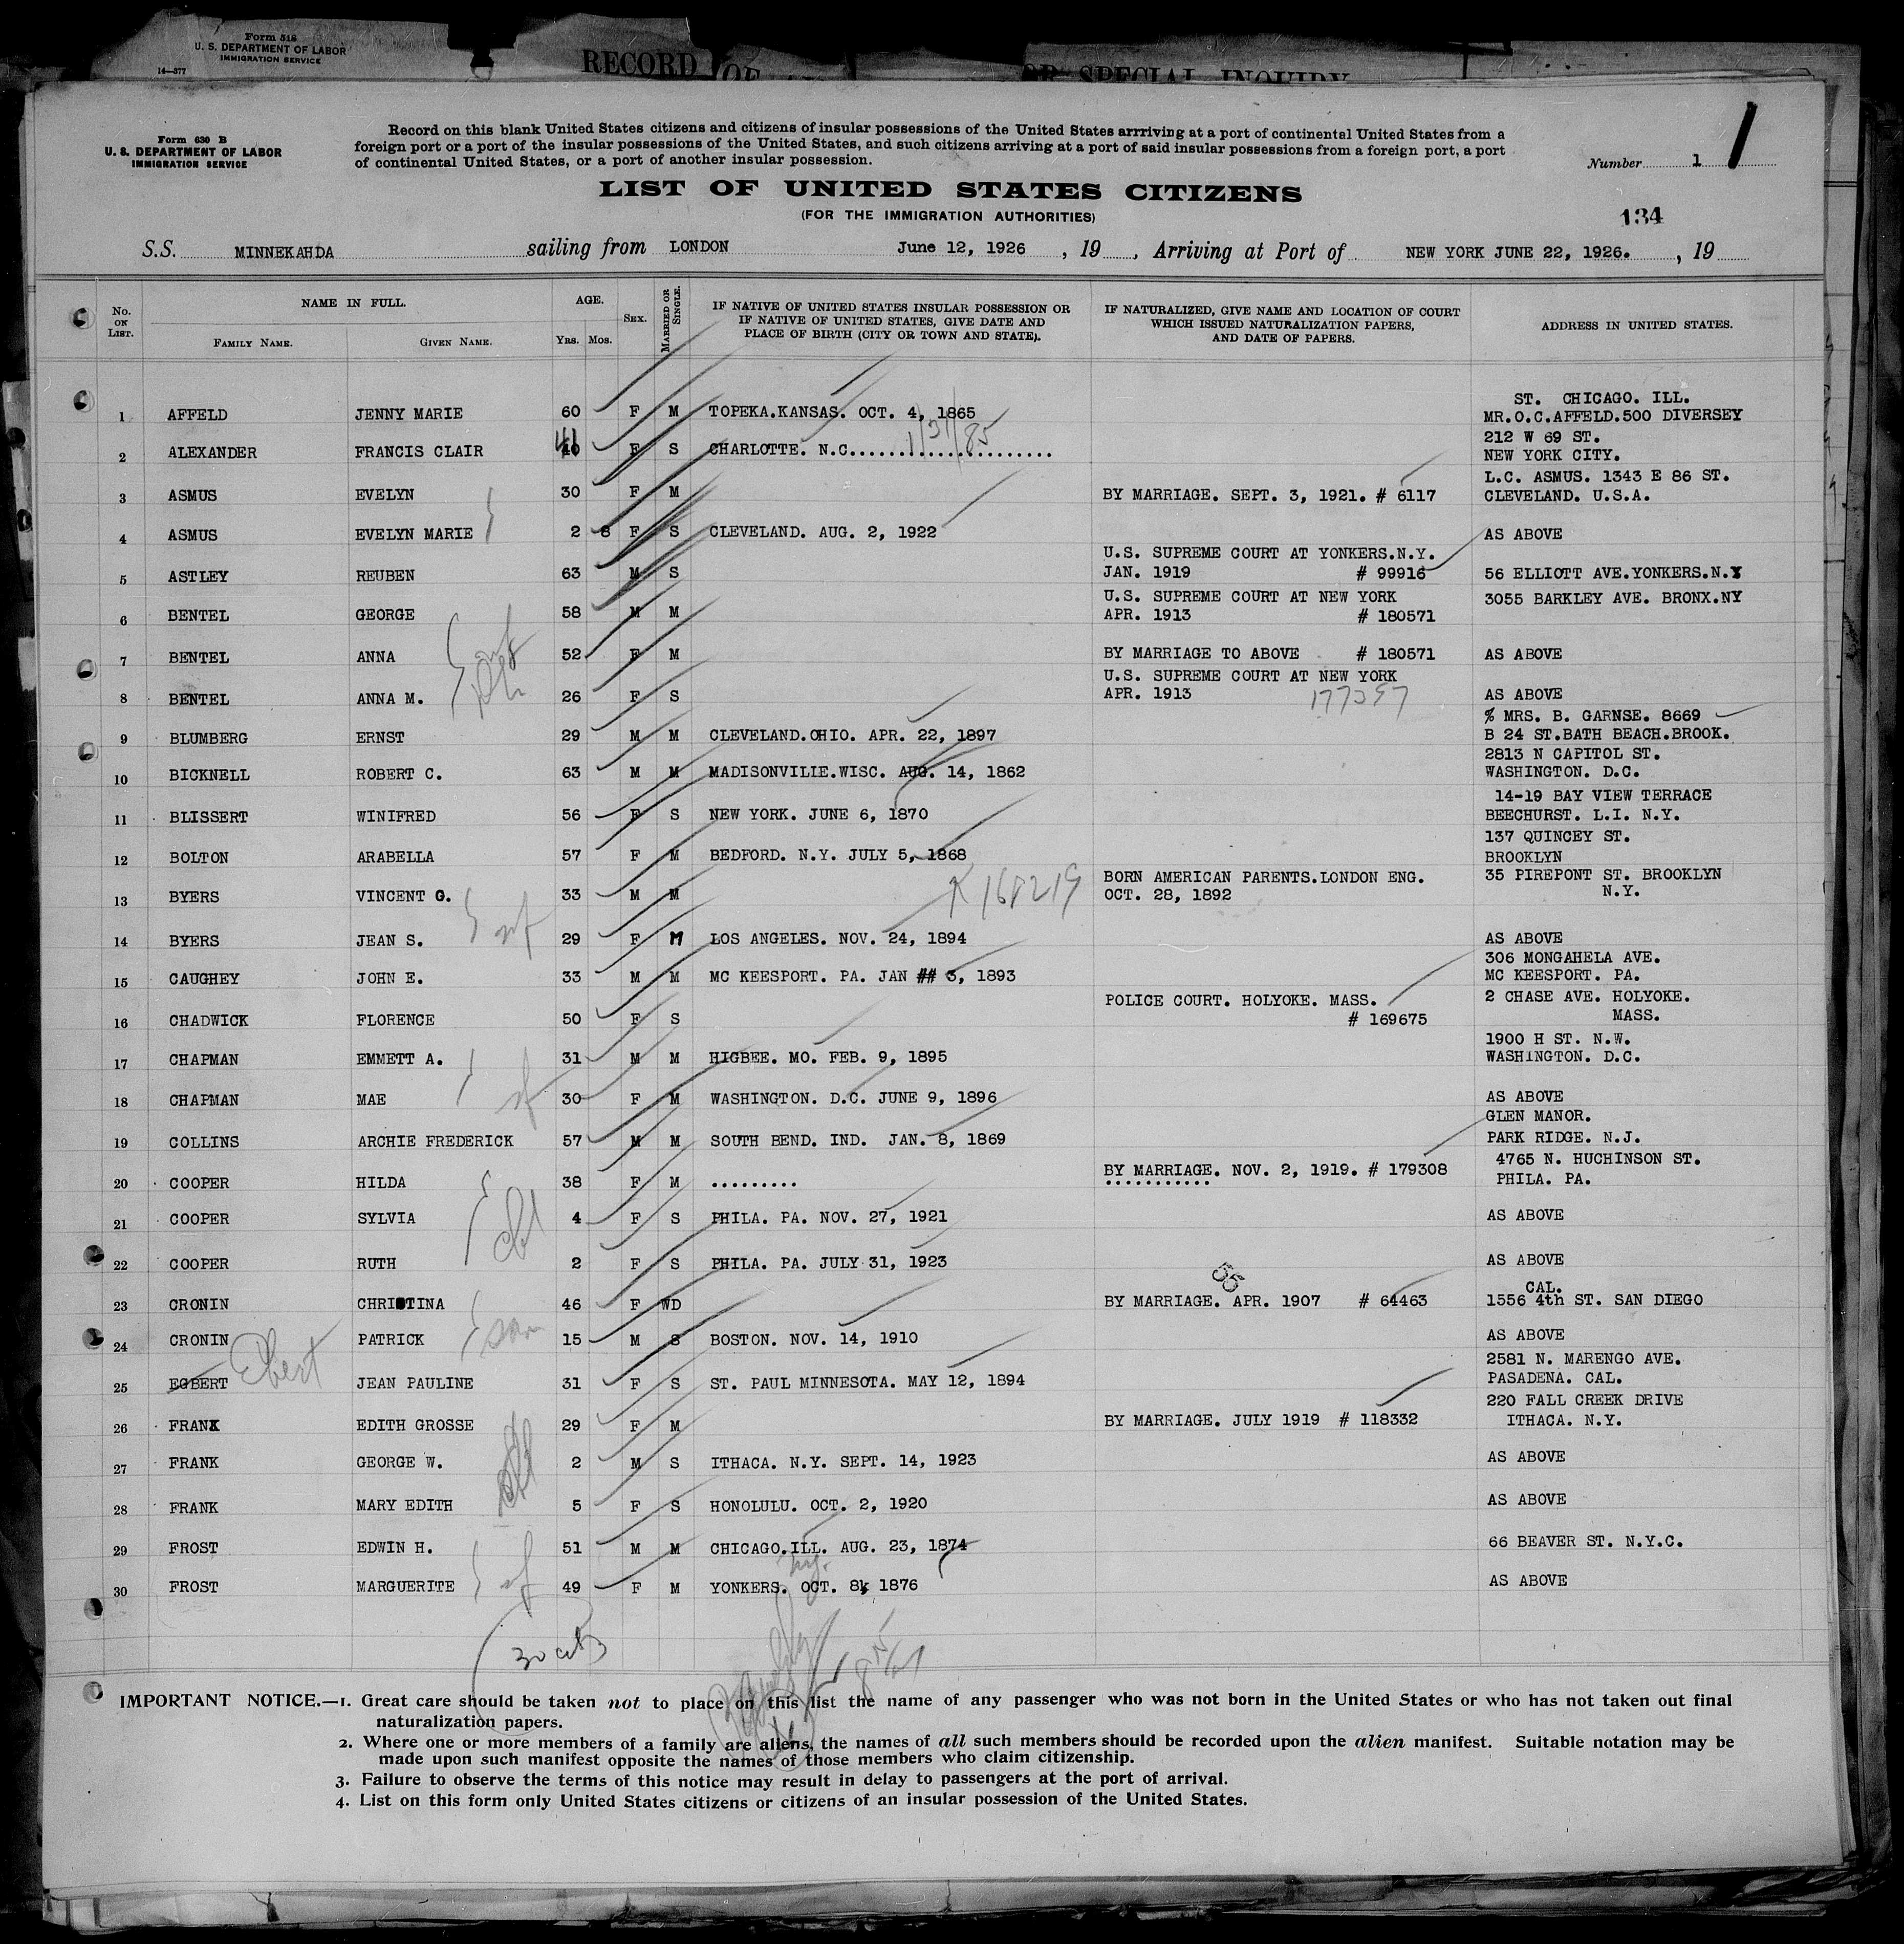 Form 518
U. S. DEPARTMENT OF LABOR
IMMIGRATION SERVICE
14—377
RECORD OF SPECIAL INQUIRY
Form 630 B
U. S. DEPARTMENT OF LABOR
IMMIGRATION SERVICE
Record on this blank United States citizens and citizens of insular possessions of the United States arrriving at a port of continental United States from a
foreign port or a port of the insular possessions of the United States, and such citizens arriving at a port of said insular possessions from a foreign port, a port
of continental United States, or a port of another insular possession.
Number 1 1
LIST OF UNITED STATES CITIZENS
(FOR THE IMMIGRATION AUTHORITIES)
134
S.S. MINNEKAHDA sailing from LONDON June 12, 1926 , 19 , Arriving at Port of NEW YORK JUNE 22, 1926. , 19
No. ON LIST. NAME IN FULL. FAMILY NAME. GIVEN NAME. AGE. Yrs. Mos. SEX. MARRIED OR SINGLE. IF NATIVE OF UNITED STATES INSULAR POSSESSION OR IF NATIVE OF UNITED STATES, GIVE DATE AND PLACE OF BIRTH (CITY OR TOWN AND STATE). IF NATURALIZED, GIVE NAME AND LOCATION OF COURT WHICH ISSUED NATURALIZATION PAPERS, AND DATE OF PAPERS. ADDRESS IN UNITED STATES.
ST. CHICAGO. ILL.
1 AFFELD JENNY MARIE 60 F M TOPEKA.KANSAS. OCT. 4, 1865 MR.O.C.AFFELD.500 DIVERSEY
1/31/85 212 W 69 ST.
2 ALEXANDER FRANCIS CLAIR 41 F S CHARLOTTE. N.C..................... NEW YORK CITY.
L.C. ASMUS. 1343 E 86 ST.
3 ASMUS EVELYN 30 F M BY MARRIAGE. SEPT. 3, 1921. # 6117 CLEVELAND. U.S.A.
4 ASMUS EVELYN MARIE 2 8 F S CLEVELAND. AUG. 2, 1922 AS ABOVE
U.S. SUPREME COURT AT YONKERS.N.Y.
5 ASTLEY REUBEN 63 M S JAN. 1919 # 99916 56 ELLIOTT AVE.YONKERS.N.Y
U.S. SUPREME COURT AT NEW YORK 3055 BARKLEY AVE. BRONX.NY
6 BENTEL GEORGE 58 M M APR. 1913 # 180571
7 BENTEL ANNA 52 F M BY MARRIAGE TO ABOVE # 180571 AS ABOVE
U.S. SUPREME COURT AT NEW YORK
8 BENTEL ANNA M. 26 F S APR. 1913 177257 AS ABOVE
% MRS. B. GARNSE. 8669
9 BLUMBERG ERNST 29 M M CLEVELAND.OHIO. APR. 22, 1897 B 24 ST.BATH BEACH.BROOK.
2813 N CAPITOL ST.
10 BICKNELL ROBERT C. 63 M M MADISONVILLE.WISC. AUG. 14, 1862 WASHINGTON. D.C.
14-19 BAY VIEW TERRACE
11 BLISSERT WINIFRED 56 F S NEW YORK. JUNE 6, 1870 BEECHURST. L.I. N.Y.
137 QUINCEY ST.
12 BOLTON ARABELLA 57 F M BEDFORD. N.Y. JULY 5, 1868 BROOKLYN
BORN AMERICAN PARENTS.LONDON ENG. 35 PIREPONT ST. BROOKLYN
13 BYERS VINCENT G. 33 M M X 168219 OCT. 28, 1892 N.Y.
14 BYERS JEAN S. wf 29 F M LOS ANGELES. NOV. 24, 1894 AS ABOVE
306 MONGAHELA AVE.
15 CAUGHEY JOHN E. 33 M M MC KEESPORT. PA. JAN ## 3, 1893 MC KEESPORT. PA.
POLICE COURT. HOLYOKE. MASS. 2 CHASE AVE. HOLYOKE.
16 CHADWICK FLORENCE 50 F S # 169675 MASS.
1900 H ST. N.W.
17 CHAPMAN EMMETT A. 31 M M HIGBEE. MO. FEB. 9, 1895 WASHINGTON. D.C.
18 CHAPMAN MAE wf 30 F M WASHINGTON. D.C. JUNE 9, 1896 AS ABOVE
GLEN MANOR.
19 COLLINS ARCHIE FREDERICK 57 M M SOUTH BEND. IND. JAN. 8, 1869 PARK RIDGE. N.J.
4765 N. HUCHINSON ST.
20 COOPER HILDA 38 F M ......... BY MARRIAGE. NOV. 2, 1919. # 179308 PHILA. PA.
21 COOPER SYLVIA 4 F S PHILA. PA. NOV. 27, 1921 AS ABOVE
22 COOPER RUTH 2 F S PHILA. PA. JULY 31, 1923 AS ABOVE
55 CAL.
23 CRONIN CHRISTINA 46 F WD BY MARRIAGE. APR. 1907 # 64463 1556 4th ST. SAN DIEGO
24 CRONIN PATRICK son 15 M S BOSTON. NOV. 14, 1910 AS ABOVE
2581 N. MARENGO AVE.
25 EGBERT Ebert JEAN PAULINE 31 F S ST. PAUL MINNESOTA. MAY 12, 1894 PASADENA. CAL.
220 FALL CREEK DRIVE
26 FRANK EDITH GROSSE 29 F M BY MARRIAGE. JULY 1919 # 118332 ITHACA. N.Y.
27 FRANK GEORGE W. 2 M S ITHACA. N.Y. SEPT. 14, 1923 AS ABOVE
28 FRANK MARY EDITH 5 F S HONOLULU. OCT. 2, 1920 AS ABOVE
29 FROST EDWIN H. 51 M M CHICAGO.ILL. AUG. 23, 1874 66 BEAVER ST. N.Y.C.
N.Y.
30 FROST MARGUERITE wf 49 F M YONKERS. OCT. 8, 1876 AS ABOVE
IMPORTANT NOTICE.—1. Great care should be taken not to place on this list the name of any passenger who was not born in the United States or who has not taken out final
naturalization papers.
2. Where one or more members of a family are aliens, the names of all such members should be recorded upon the alien manifest. Suitable notation may be
made upon such manifest opposite the names of those members who claim citizenship.
3. Failure to observe the terms of this notice may result in delay to passengers at the port of arrival.
4. List on this form only United States citizens or citizens of an insular possession of the United States.